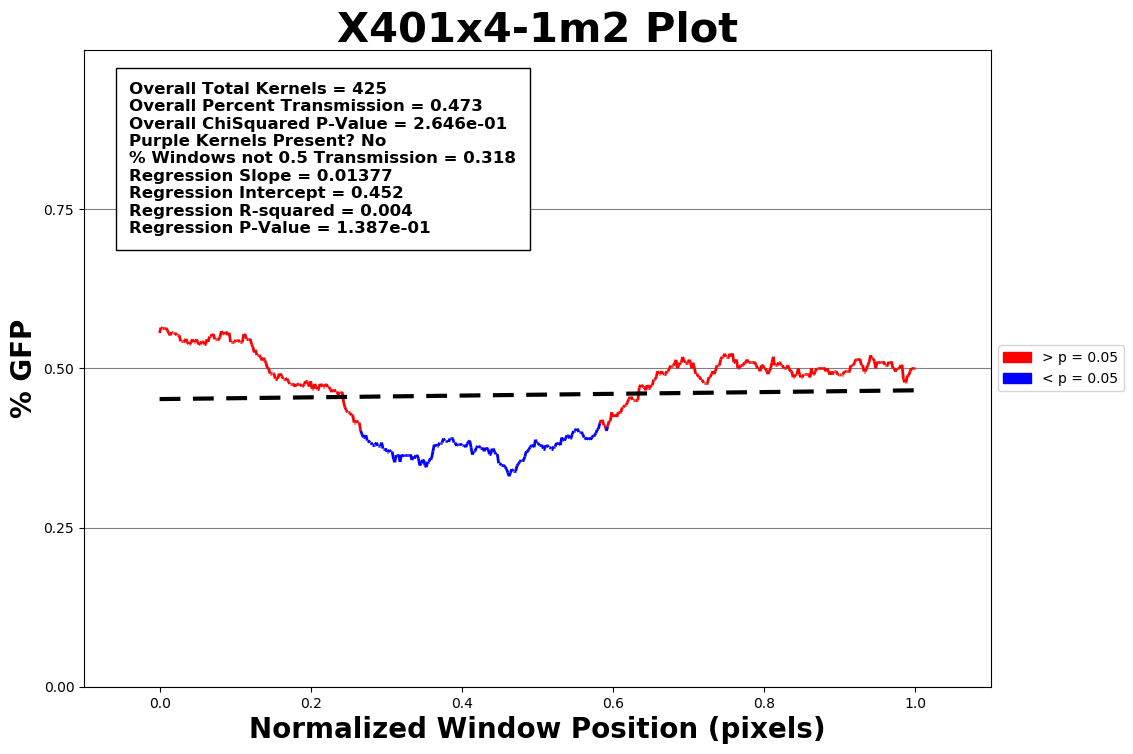 X401x4-1m2 Plot
Overall Total Kernels = 425
Overall Percent Transmission = 0.473
Overall ChiSquared P-Value = 2.646e-01
Purple Kernels Present? No
% Windows not 0.5 Transmission = 0.318
Regression Slope = 0.01377
Regression Intercept = 0.452
Regression R-squared = 0.004
Regression P-Value = 1.387e-01
% GFP
0.75
0.50
0.25
0.00
> p = 0.05
< p = 0.05
0.0 0.2 0.4 0.6 0.8 1.0
Normalized Window Position (pixels)